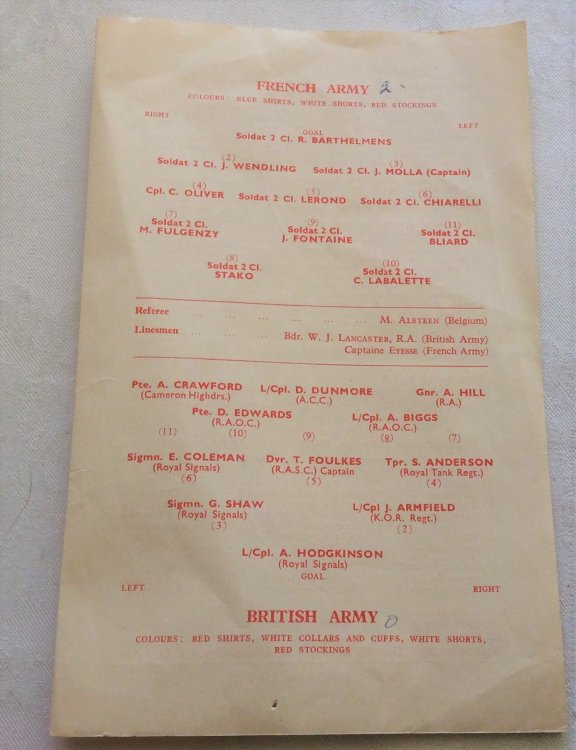 FRENCH ARMY 2
COLOURS: BLUE SHIRTS, WHITE SHORTS, RED STOCKINGS
RIGHT
LEFT
GOAL
Soldat 2 Cl. R. BARTHELMENS
(2)
Soldat 2 Cl. J. WENDLING
(3)
Soldat 2 Cl. J. MOLLA (Captain)
(4)
Cpl. C. OLIVER
(5)
Soldat 2 Cl. LEROND
(6)
Soldat 2 Cl. CHIARELLI
(7)
Soldat 2 Cl.
M. FULGENZY
(9)
Soldat 2 Cl.
J. FONTAINE
(11)
Soldat 2 Cl.
BLIARD
(8)
Soldat 2 Cl.
STAKO
(10)
Soldat 2 Cl.
C. LABALETTE
Referee ... ... ... ... ... ... M. ALSTEEN (Belgium)
Linesmen ... ... Bdr. W. J. LANCASTER, R.A. (British Army)
Captaine ETESSE (French Army)
Pte. A. CRAWFORD
(Cameron Highdrs.)
L/Cpl. D. DUNMORE
(A.C.C.)
Gnr. A. HILL
(R.A.)
Pte. D. EDWARDS
(R.A.O.C.)
L/Cpl. A. BIGGS
(R.A.O.C.)
(11) (10) (9) (8) (7)
Sigmn. E. COLEMAN
(Royal Signals)
(6)
Dvr. T. FOULKES
(R.A.S.C.) Captain
(5)
Tpr. S. ANDERSON
(Royal Tank Regt.)
(4)
Sigmn. G. SHAW
(Royal Signals)
(3)
L/Cpl J. ARMFIELD
(K.O.R. Regt.)
(2)
L/Cpl. A. HODGKINSON
(Royal Signals)
GOAL
LEFT
RIGHT
BRITISH ARMY 0
COLOURS: RED SHIRTS, WHITE COLLARS AND CUFFS, WHITE SHORTS,
RED STOCKINGS